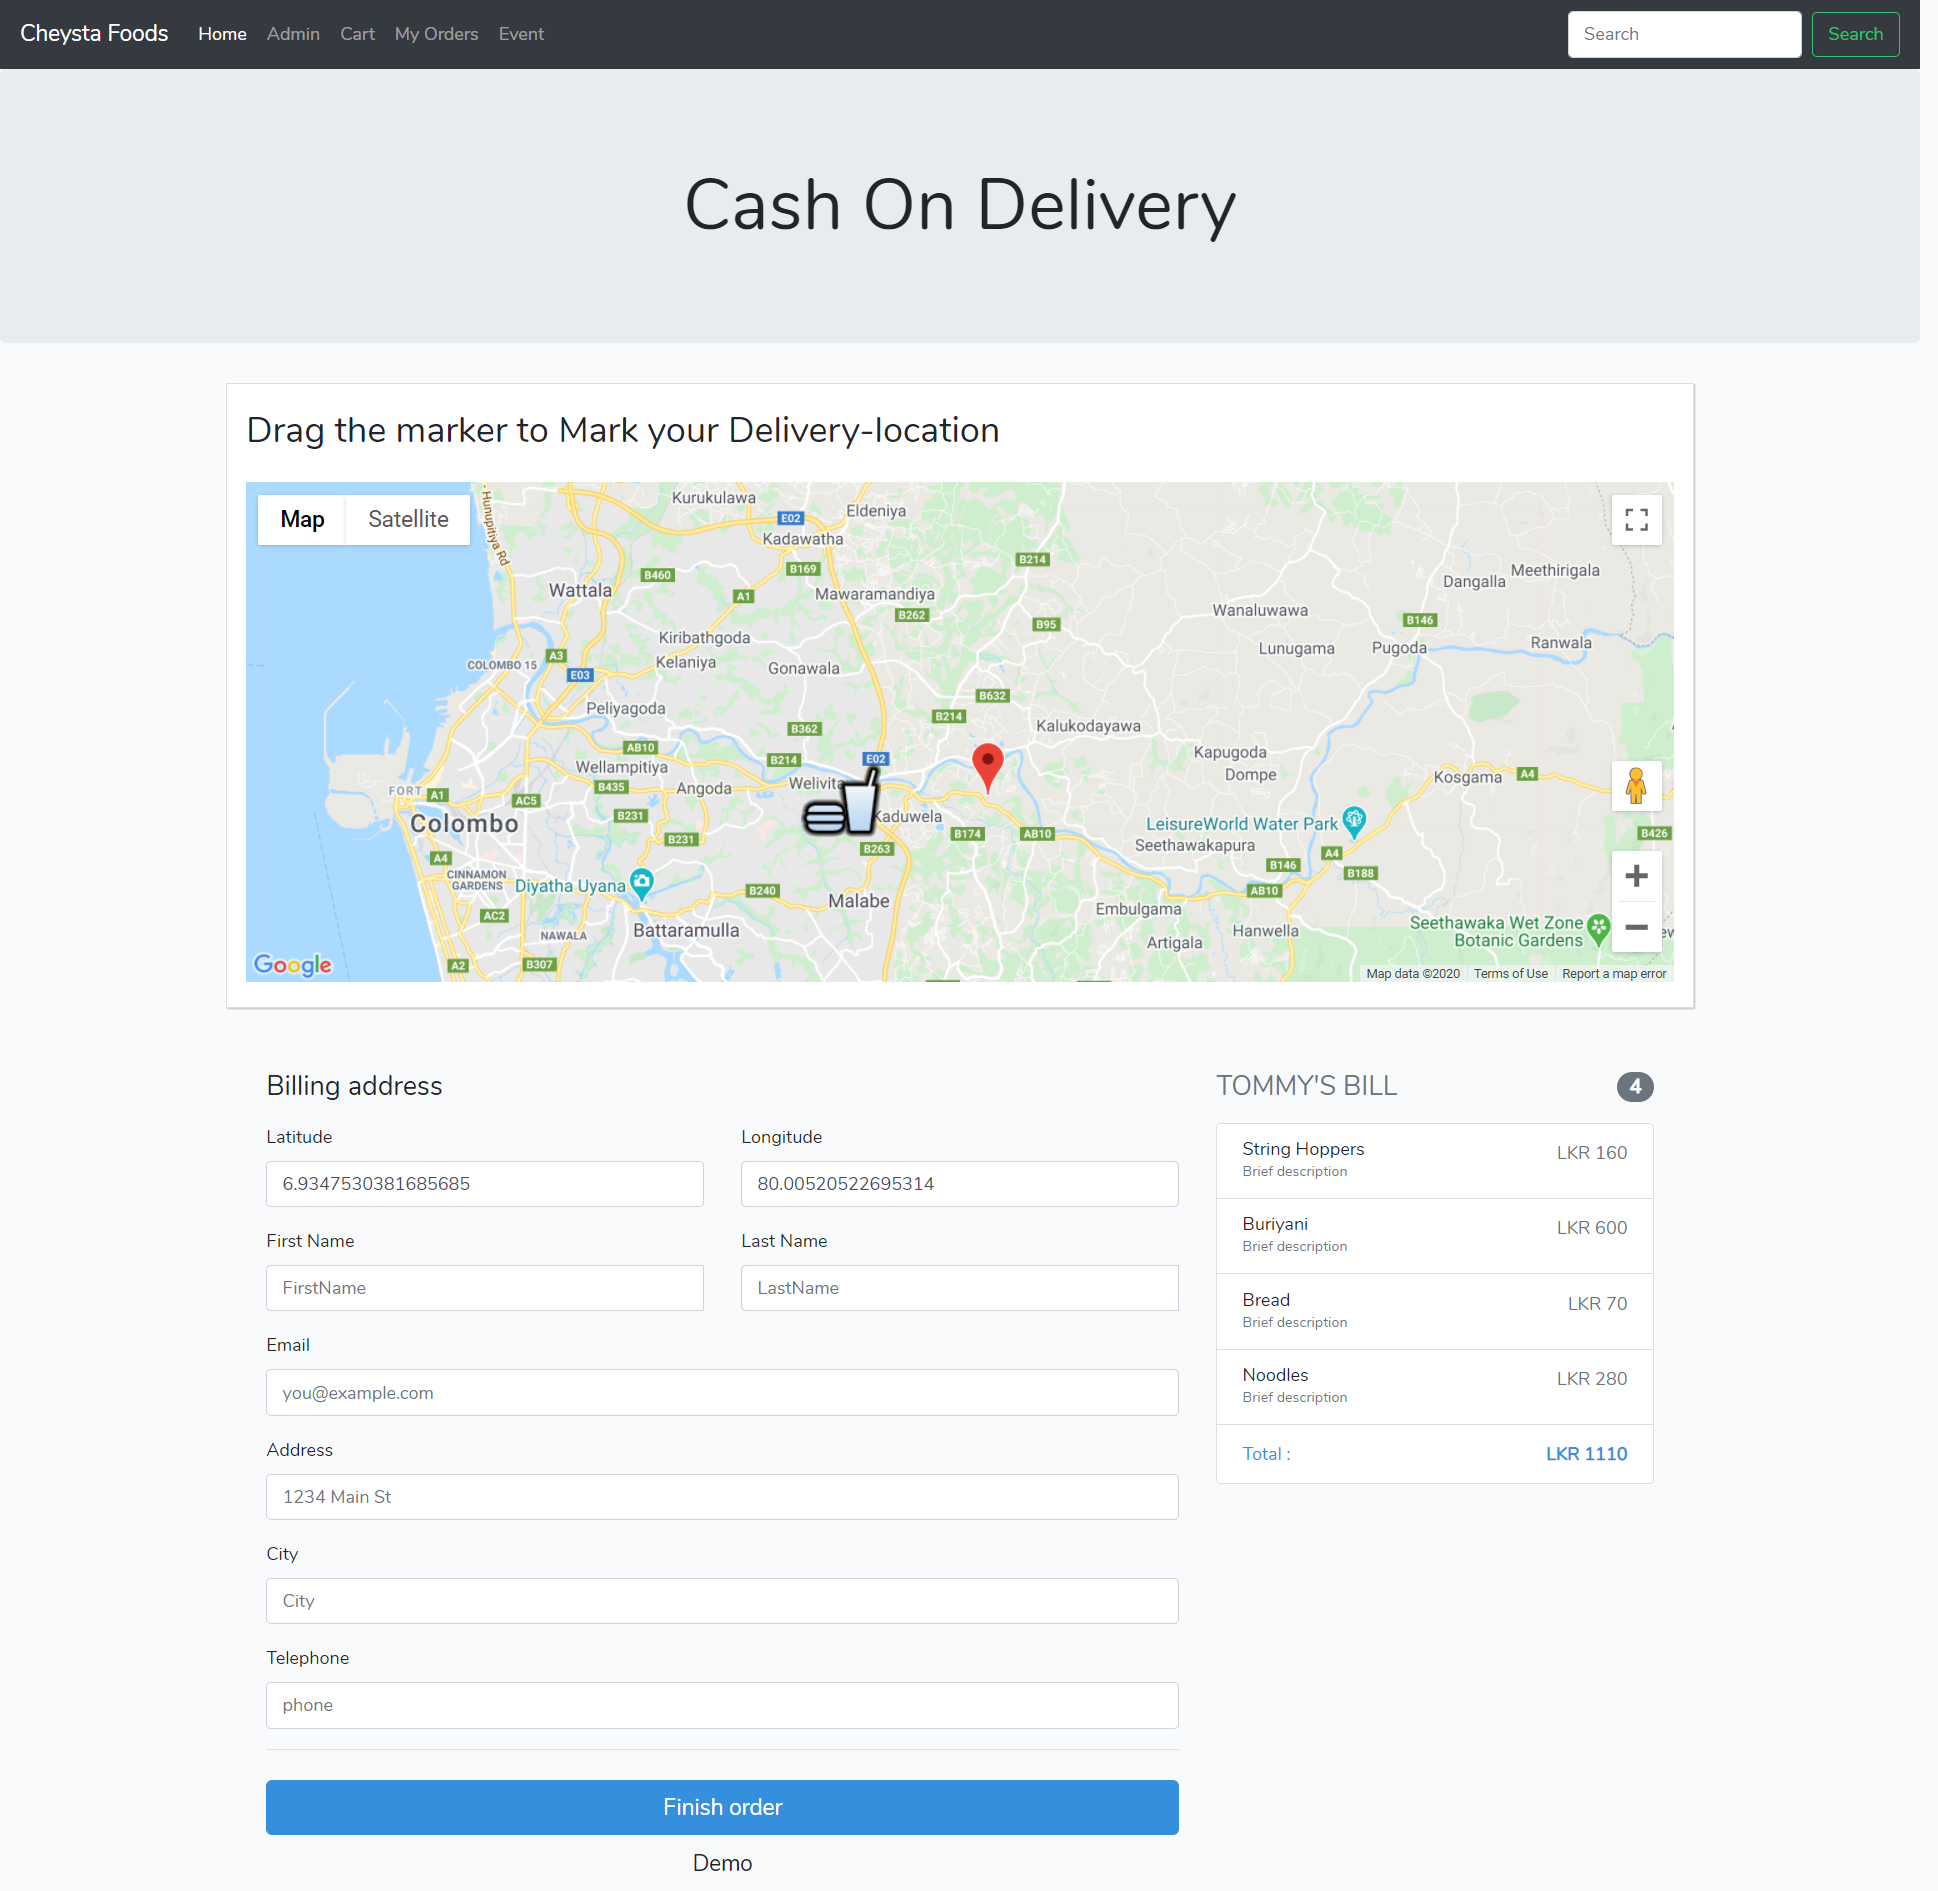 Cheysta Foods Home Admin Cart My Orders Event Search Search
Cash On Delivery
Drag the marker to Mark your Delivery-location
Map Satellite
Hunupitiya Rd
Kurukulawa
Eldeniya
E02
Kadawatha
B214
B169
B460
Meethirigala
Dangalla
Wattala
A1
Mawaramandiya
B262
Wanaluwawa
B95
B146
Kiribathgoda
Ranwala
Lunugama
Pugoda
A3
COLOMBO 15
Kelaniya
Gonawala
E03
B632
Peliyagoda
B214
Kalukodayawa
B362
AB10
Kapugoda
B214
E02
Wellampitiya
Dompe
Kosgama
A4
B435
Angoda
Welivita
FORT
A1
AC5
B231
Kaduwela
Colombo
LeisureWorld Water Park
B174
AB10
B426
B231
Seethawakapura
B263
A4
A4
B146
B188
CINNAMON
GARDENS
Diyatha Uyana
B240
AB10
Malabe
Embulgama
AC2
Battaramulla
NAWALA
Artigala
Hanwella
Seethawaka Wet Zone
Botanic Gardens
A2
B307
Google
Map data ©2020 Terms of Use Report a map error
Billing address
Latitude Longitude
6.9347530381685685 80.00520522695314
First Name Last Name
FirstName LastName
Email
you@example.com
Address
1234 Main St
City
City
Telephone
phone
Finish order
Demo
TOMMY'S BILL 4
String Hoppers LKR 160
Brief description
Buriyani LKR 600
Brief description
Bread LKR 70
Brief description
Noodles LKR 280
Brief description
Total : LKR 1110